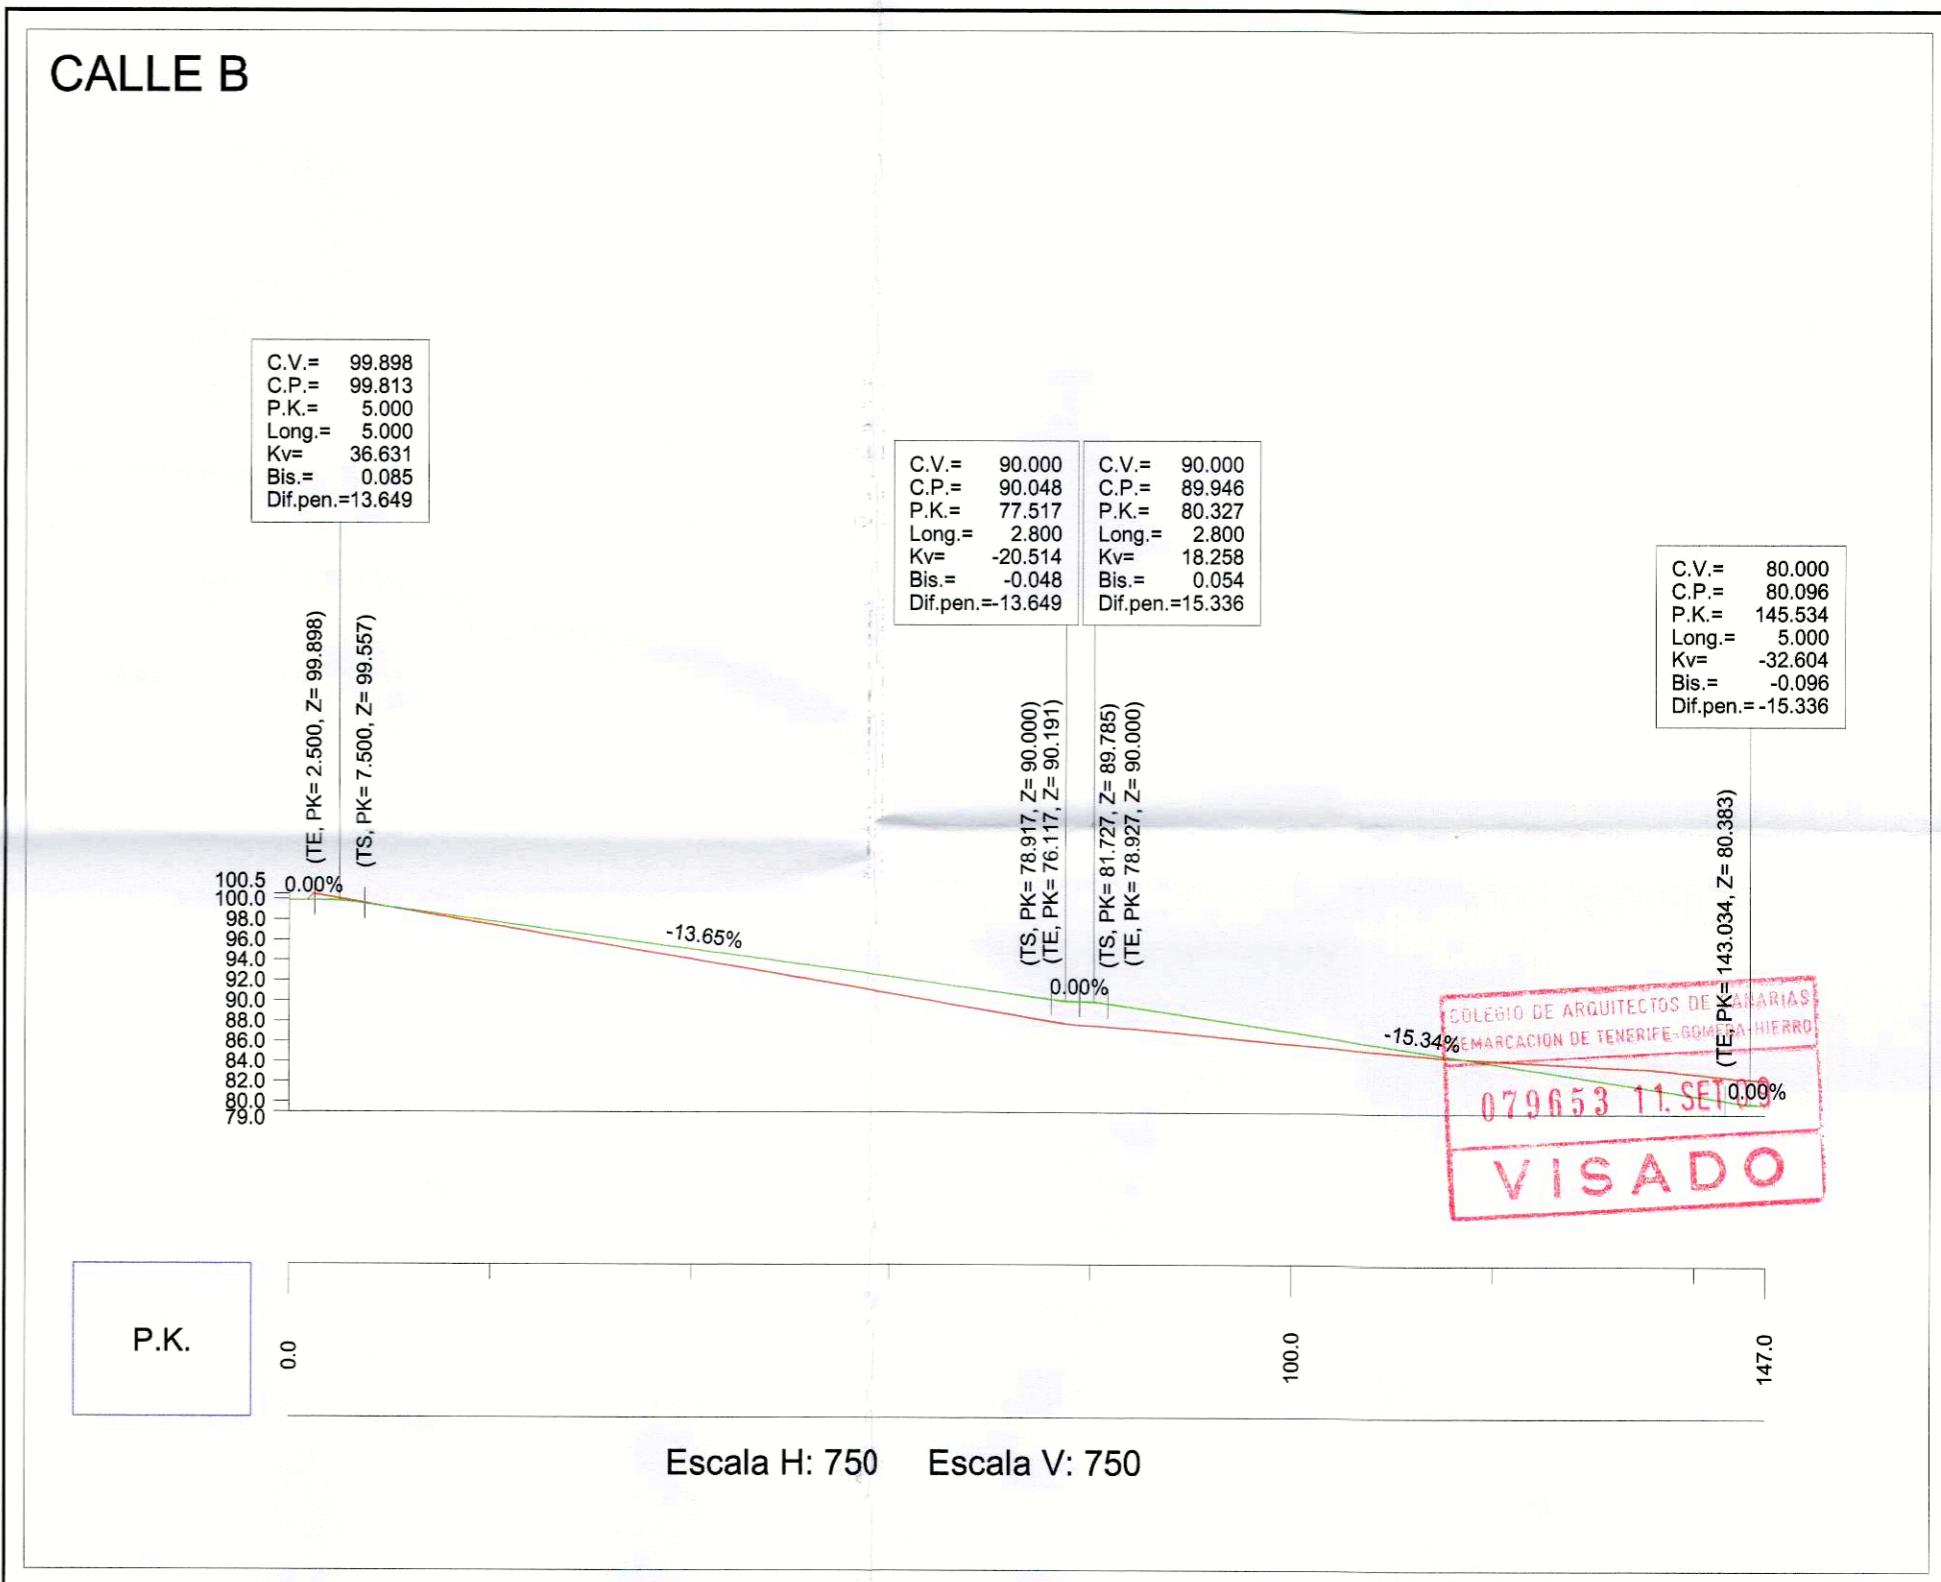 CALLE B
C.V.= 99.898
C.P.= 99.813
P.K.= 5.000
Long.= 5.000
Kv= 36.631
Bis.= 0.085
Dif.pen.=13.649
C.V.= 90.000
C.P.= 90.048
P.K.= 77.517
Long.= 2.800
Kv= -20.514
Bis.= -0.048
Dif.pen.=-13.649
C.V.= 90.000
C.P.= 89.946
P.K.= 80.327
Long.= 2.800
Kv= 18.258
Bis.= 0.054
Dif.pen.=15.336
C.V.= 80.000
C.P.= 80.096
P.K.= 145.534
Long.= 5.000
Kv= -32.604
Bis.= -0.096
Dif.pen.= -15.336
(TE, PK= 2.500, Z= 99.898)
(TS, PK= 7.500, Z= 99.557)
(TS, PK= 78.917, Z= 90.000)
(TE, PK= 76.117, Z= 90.191)
(TS, PK= 81.727, Z= 89.785)
(TE, PK= 78.927, Z= 90.000)
(TE, PK= 143.034, Z= 80.383)
0.00%
-13.65%
0.00%
-15.34%
0.00%
100.5
100.0
98.0
96.0
94.0
92.0
90.0
88.0
86.0
84.0
82.0
80.0
79.0
COLEGIO DE ARQUITECTOS DE CANARIAS
DEMARCACION DE TENERIFE-GOMERA-HIERRO
079653 11. SET 09
VISADO
P.K.
0.0
100.0
147.0
Escala H: 750 Escala V: 750